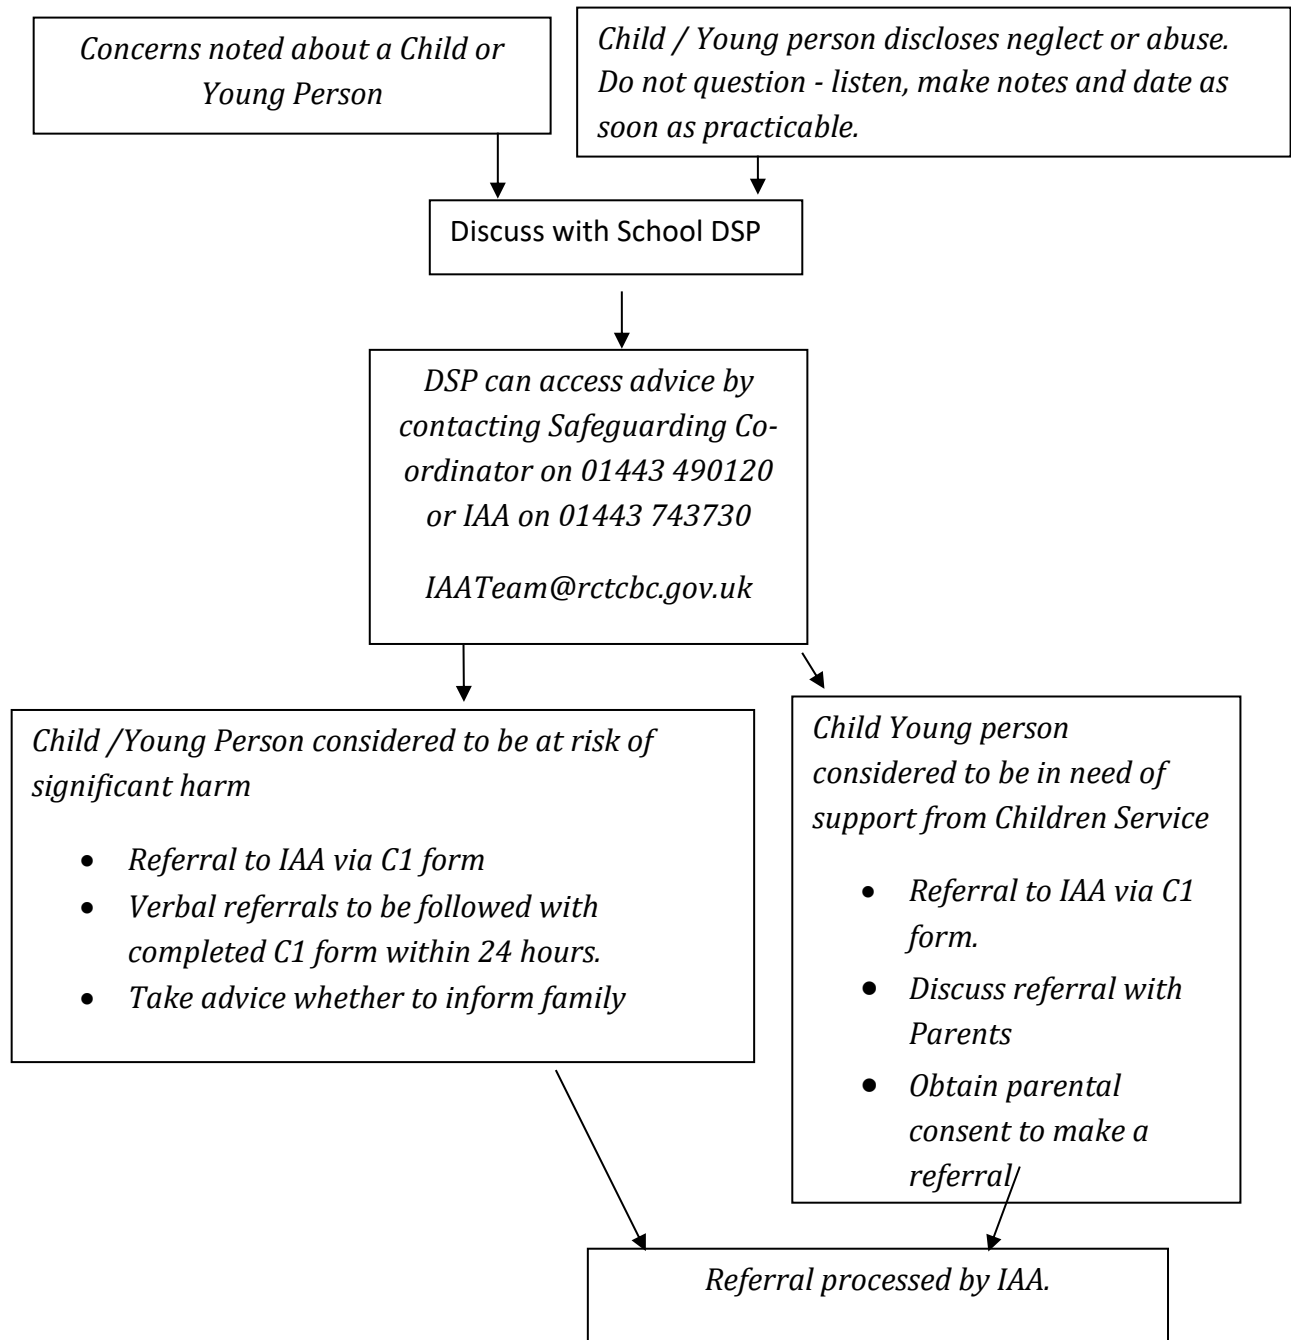 Concerns noted about a Child or
Young Person
Child / Young person discloses neglect or abuse.
Do not question - listen, make notes and date as
soon as practicable.
Discuss with School DSP
DSP can access advice by
contacting Safeguarding Co-
ordinator on 01443 490120
or IAA on 01443 743730
IAATeam@rctcbc.gov.uk
Child /Young Person considered to be at risk of
significant harm
• Referral to IAA via C1 form
• Verbal referrals to be followed with
completed C1 form within 24 hours.
• Take advice whether to inform family
Child Young person
considered to be in need of
support from Children Service
• Referral to IAA via C1
form.
• Discuss referral with
Parents
• Obtain parental
consent to make a
referral
Referral processed by IAA.